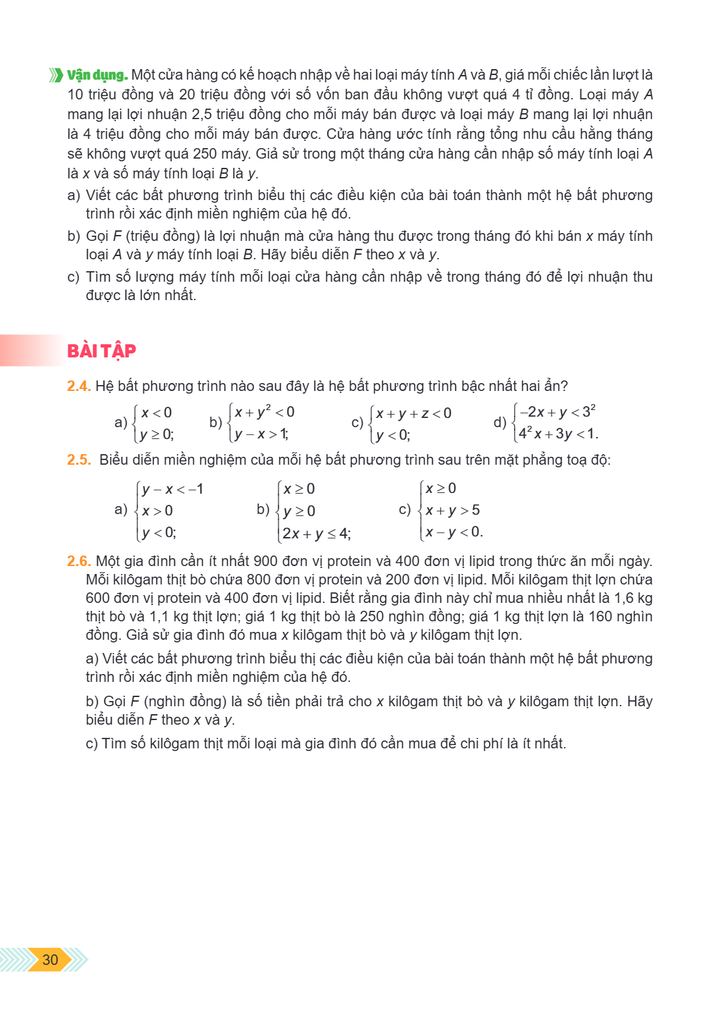 Vận dụng. Một cửa hàng có kế hoạch nhập về hai loại máy tính A và B, giá mỗi chiếc lần lượt là
10 triệu đồng và 20 triệu đồng với số vốn ban đầu không vượt quá 4 tỉ đồng. Loại máy A
mang lại lợi nhuận 2,5 triệu đồng cho mỗi máy bán được và loại máy B mang lại lợi nhuận
là 4 triệu đồng cho mỗi máy bán được. Cửa hàng ước tính rằng tổng nhu cầu hằng tháng
sẽ không vượt quá 250 máy. Giả sử trong một tháng cửa hàng cần nhập số máy tính loại A
là x và số máy tính loại B là y.
a) Viết các bất phương trình biểu thị các điều kiện của bài toán thành một hệ bất phương
trình rồi xác định miền nghiệm của hệ đó.
b) Gọi F (triệu đồng) là lợi nhuận mà cửa hàng thu được trong tháng đó khi bán x máy tính
loại A và y máy tính loại B. Hãy biểu diễn F theo x và y.
c) Tìm số lượng máy tính mỗi loại cửa hàng cần nhập về trong tháng đó để lợi nhuận thu
được là lớn nhất.
BÀI TẬP
2.4. Hệ bất phương trình nào sau đây là hệ bất phương trình bậc nhất hai ẩn?
a) { x < 0
y ≥ 0;
b) { x + y² < 0
y − x > 1;
c) { x + y + z < 0
y < 0;
d) { −2x + y < 3²
4²x + 3y < 1.
2.5. Biểu diễn miền nghiệm của mỗi hệ bất phương trình sau trên mặt phẳng toạ độ:
a) { y − x < −1
x > 0
y < 0;
b) { x ≥ 0
y ≥ 0
2x + y ≤ 4;
c) { x ≥ 0
x + y > 5
x − y < 0.
2.6. Một gia đình cần ít nhất 900 đơn vị protein và 400 đơn vị lipid trong thức ăn mỗi ngày.
Mỗi kilôgam thịt bò chứa 800 đơn vị protein và 200 đơn vị lipid. Mỗi kilôgam thịt lợn chứa
600 đơn vị protein và 400 đơn vị lipid. Biết rằng gia đình này chỉ mua nhiều nhất là 1,6 kg
thịt bò và 1,1 kg thịt lợn; giá 1 kg thịt bò là 250 nghìn đồng; giá 1 kg thịt lợn là 160 nghìn
đồng. Giả sử gia đình đó mua x kilôgam thịt bò và y kilôgam thịt lợn.
a) Viết các bất phương trình biểu thị các điều kiện của bài toán thành một hệ bất phương
trình rồi xác định miền nghiệm của hệ đó.
b) Gọi F (nghìn đồng) là số tiền phải trả cho x kilôgam thịt bò và y kilôgam thịt lợn. Hãy
biểu diễn F theo x và y.
c) Tìm số kilôgam thịt mỗi loại mà gia đình đó cần mua để chi phí là ít nhất.
30